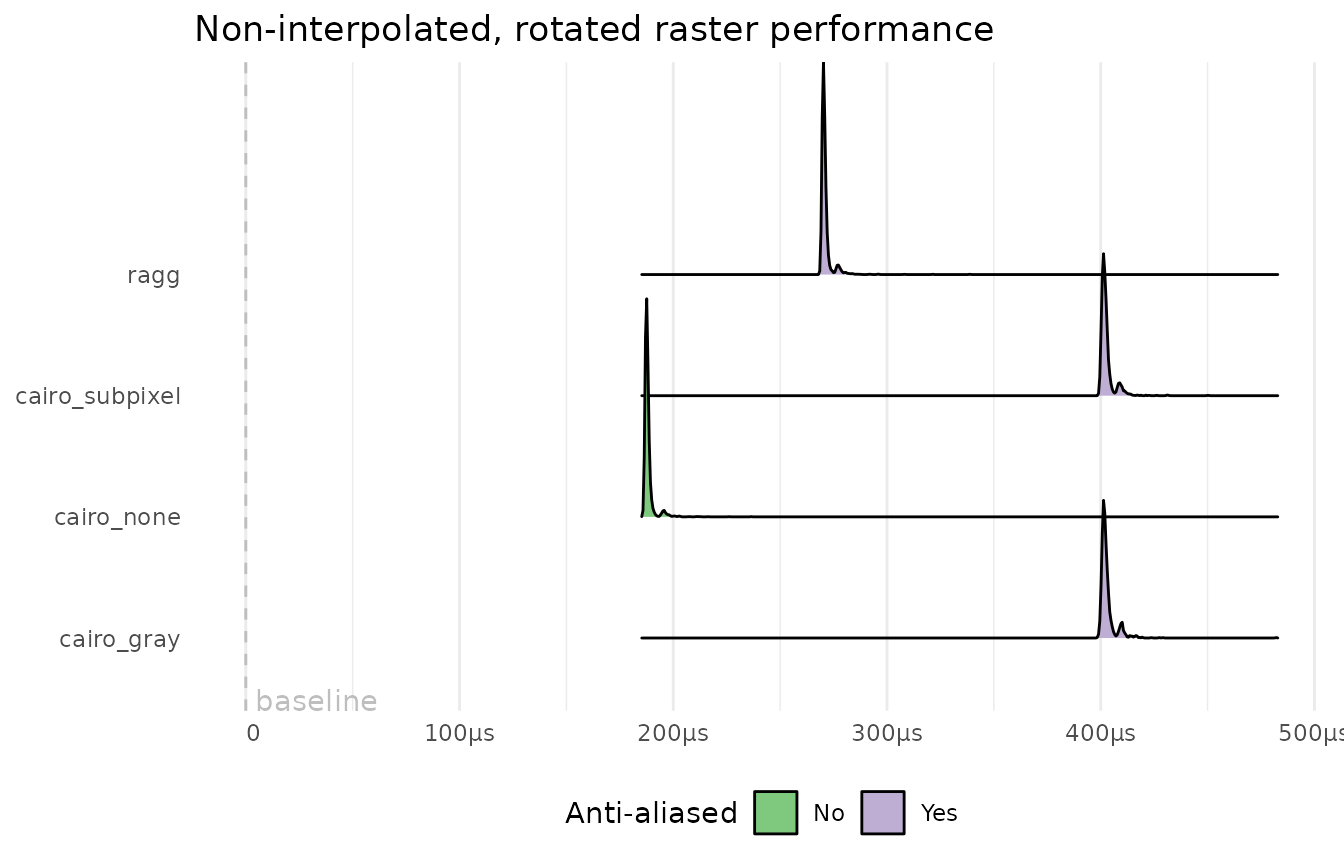 Non-interpolated, rotated raster performance
ragg
cairo_subpixel
cairo_none
cairo_gray
baseline
0 100µs 200µs 300µs 400µs 500µs
Anti-aliased No Yes